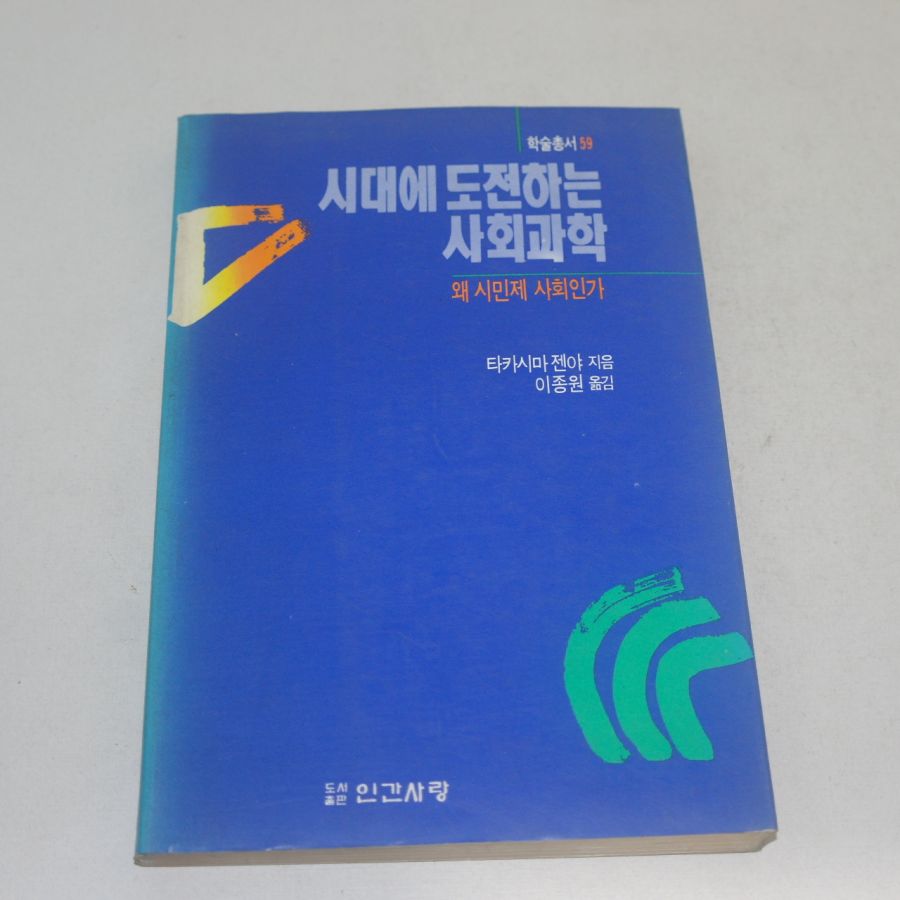 학술총서 59
시대에 도전하는
사회과학
왜 시민제 사회인가
타카시마 젠야 지음
이종원 옮김
도서
출판 인간사랑